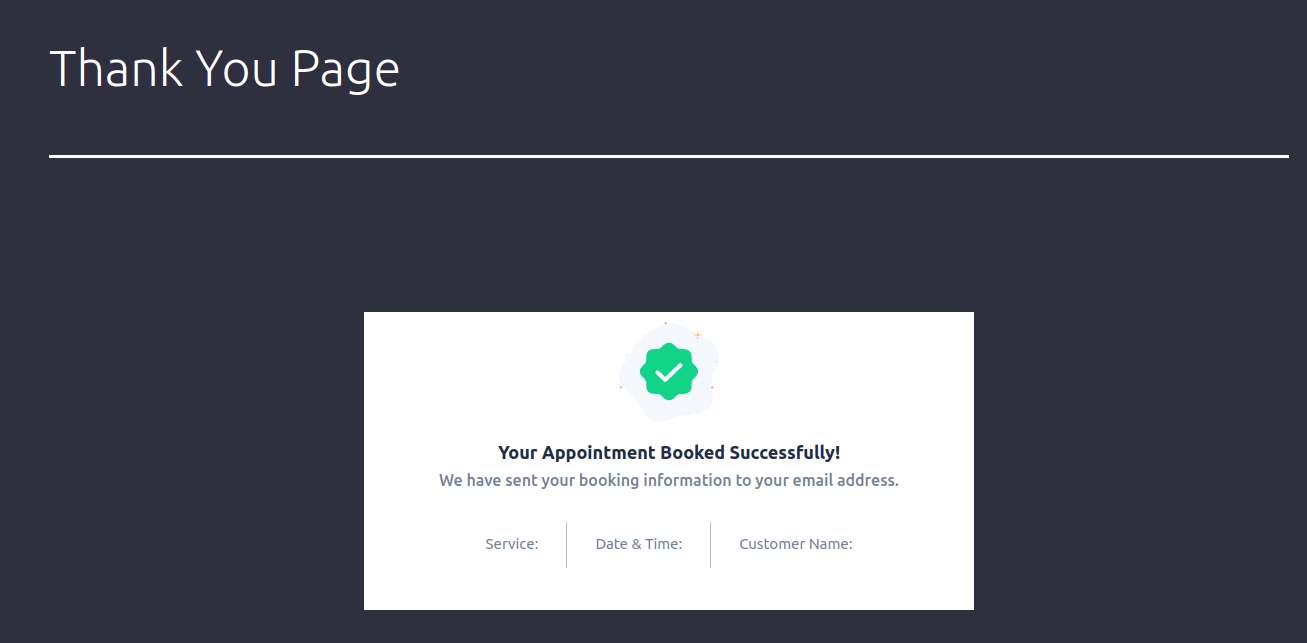 Thank You Page
Your Appointment Booked Successfully!
We have sent your booking information to your email address.
Service:
Date & Time:
Customer Name: